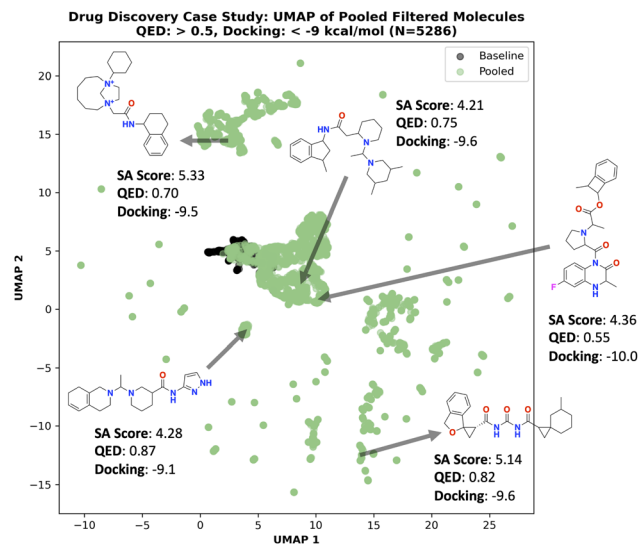 Drug Discovery Case Study: UMAP of Pooled Filtered Molecules
QED: > 0.5, Docking: < -9 kcal/mol (N=5286)
Baseline
Pooled
N+
N+
O
HN
SA Score: 5.33
QED: 0.70
Docking: -9.5
HN
O
N
N
SA Score: 4.21
QED: 0.75
Docking: -9.6
O
O
N
O
N
O
F
NH
SA Score: 4.36
QED: 0.55
Docking: -10.0
N
N
O
N
H
N
NH
SA Score: 4.28
QED: 0.87
Docking: -9.1
O
O
O
O
N
H
N
H
SA Score: 5.14
QED: 0.82
Docking: -9.6
UMAP 2
20
15
10
5
0
−5
−10
−15
−10
−5
0
5
10
15
20
25
UMAP 1